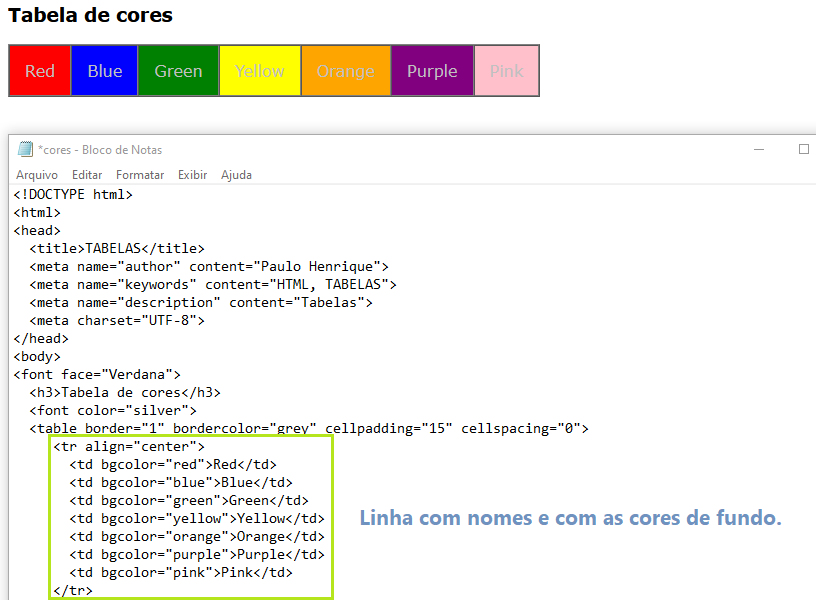 Tabela de cores
Red Blue Green Yellow Orange Purple Pink
*cores - Bloco de Notas
Arquivo Editar Formatar Exibir Ajuda
<!DOCTYPE html>
<html>
<head>
<title>TABELAS</title>
<meta name="author" content="Paulo Henrique">
<meta name="keywords" content="HTML, TABELAS">
<meta name="description" content="Tabelas">
<meta charset="UTF-8">
</head>
<body>
<font face="Verdana">
<h3>Tabela de cores</h3>
<font color="silver">
<table border="1" bordercolor="grey" cellpadding="15" cellspacing="0">
<tr align="center">
<td bgcolor="red">Red</td>
<td bgcolor="blue">Blue</td>
<td bgcolor="green">Green</td>
<td bgcolor="yellow">Yellow</td>
<td bgcolor="orange">Orange</td>
<td bgcolor="purple">Purple</td>
<td bgcolor="pink">Pink</td>
</tr>
Linha com nomes e com as cores de fundo.